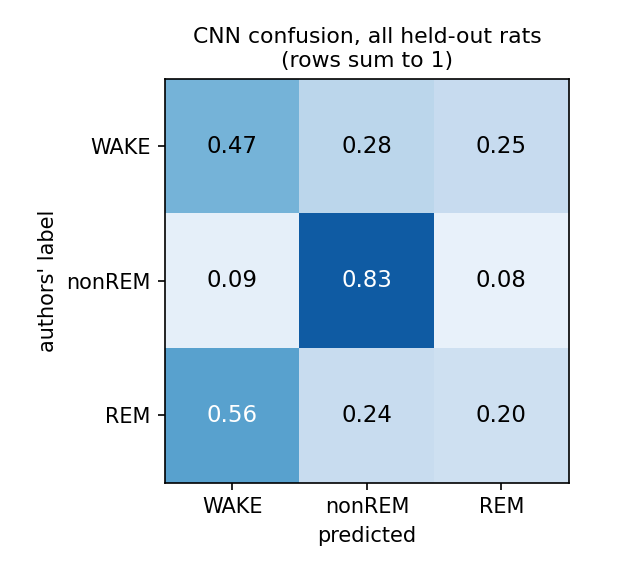 CNN confusion, all held-out rats
(rows sum to 1)
authors' label
WAKE 0.47 0.28 0.25
nonREM 0.09 0.83 0.08
REM 0.56 0.24 0.20
WAKE nonREM REM
predicted